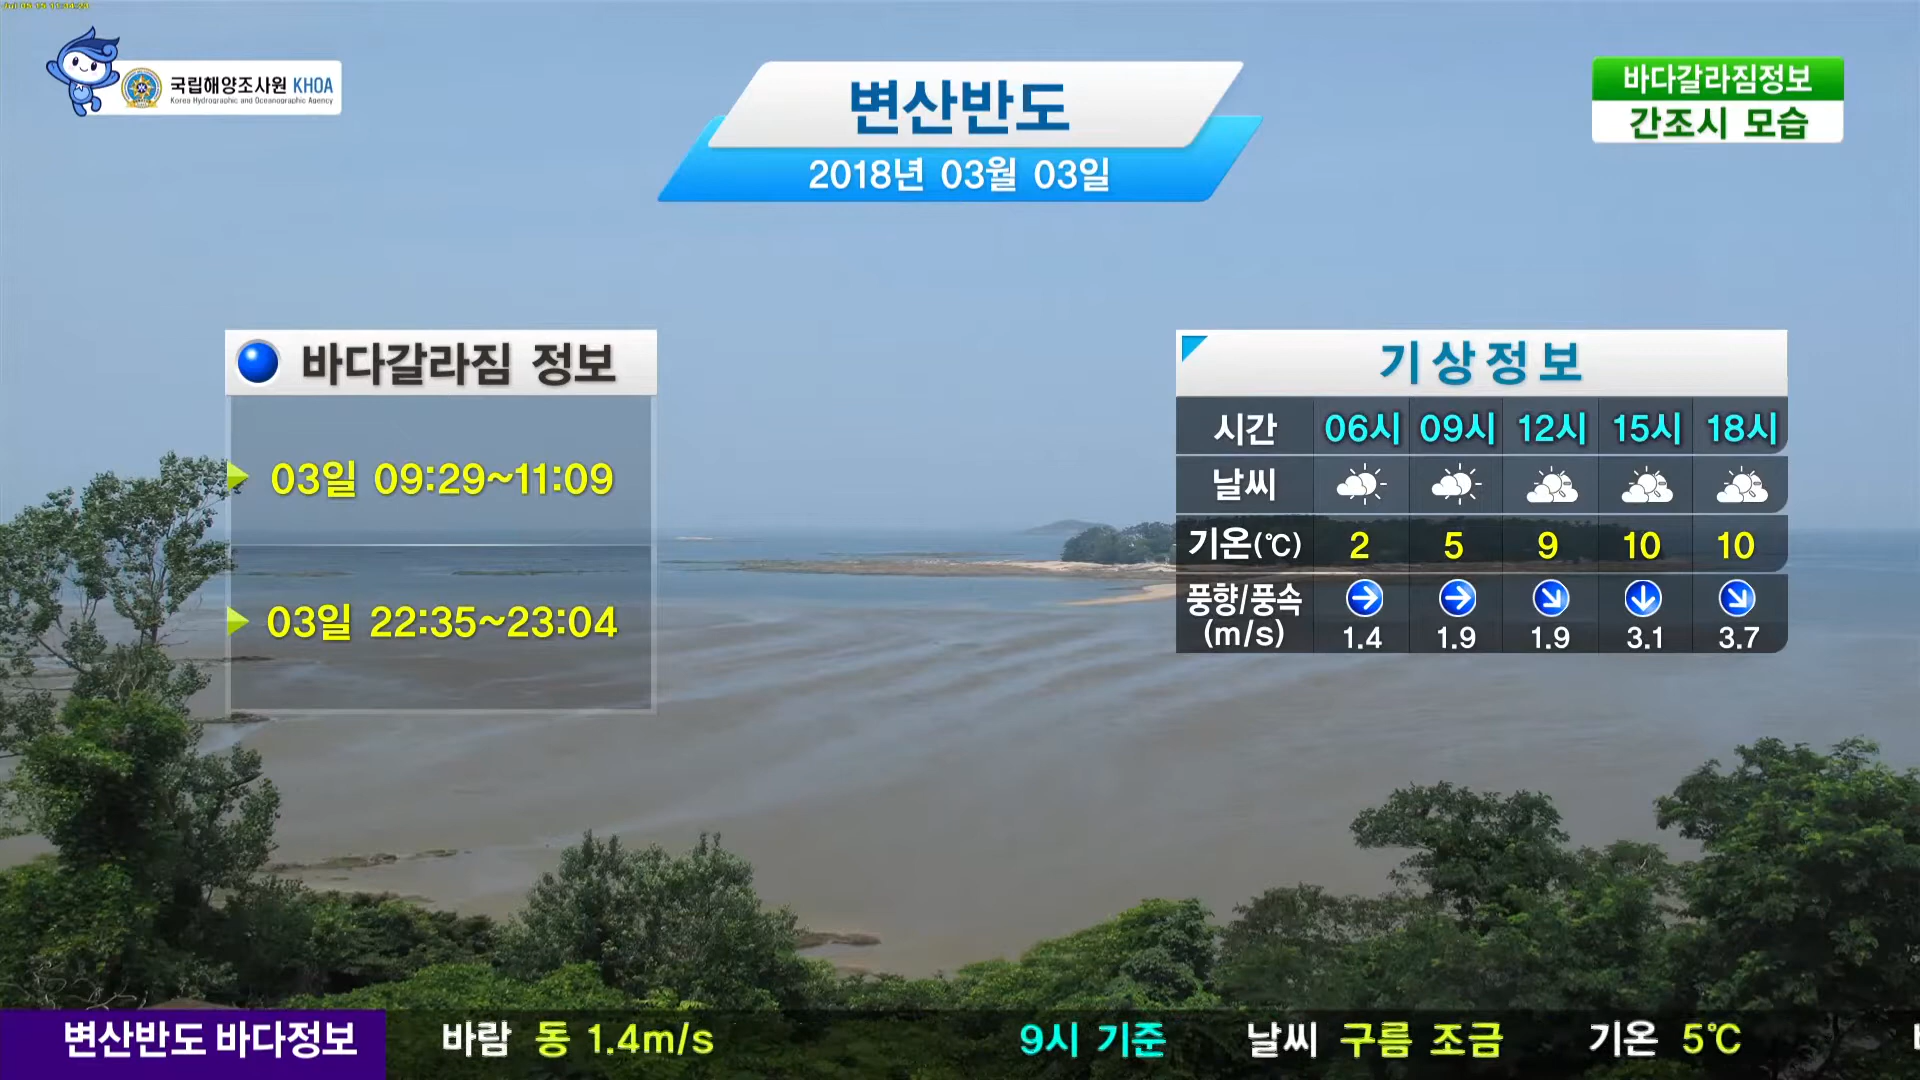 국립해양조사원 KHOA
Korea Hydrographic and Oceanographic Agency
변산반도
2018년 03월 03일
바다갈라짐정보
간조시 모습
바다갈라짐 정보
03일 09:29~11:09
03일 22:35~23:04
기상정보
시간 06시 09시 12시 15시 18시
날씨
기온(℃) 2 5 9 10 10
풍향/풍속
(m/s) 1.4 1.9 1.9 3.1 3.7
변산반도 바다정보 바람 동 1.4m/s 9시 기준 날씨 구름 조금 기온 5℃